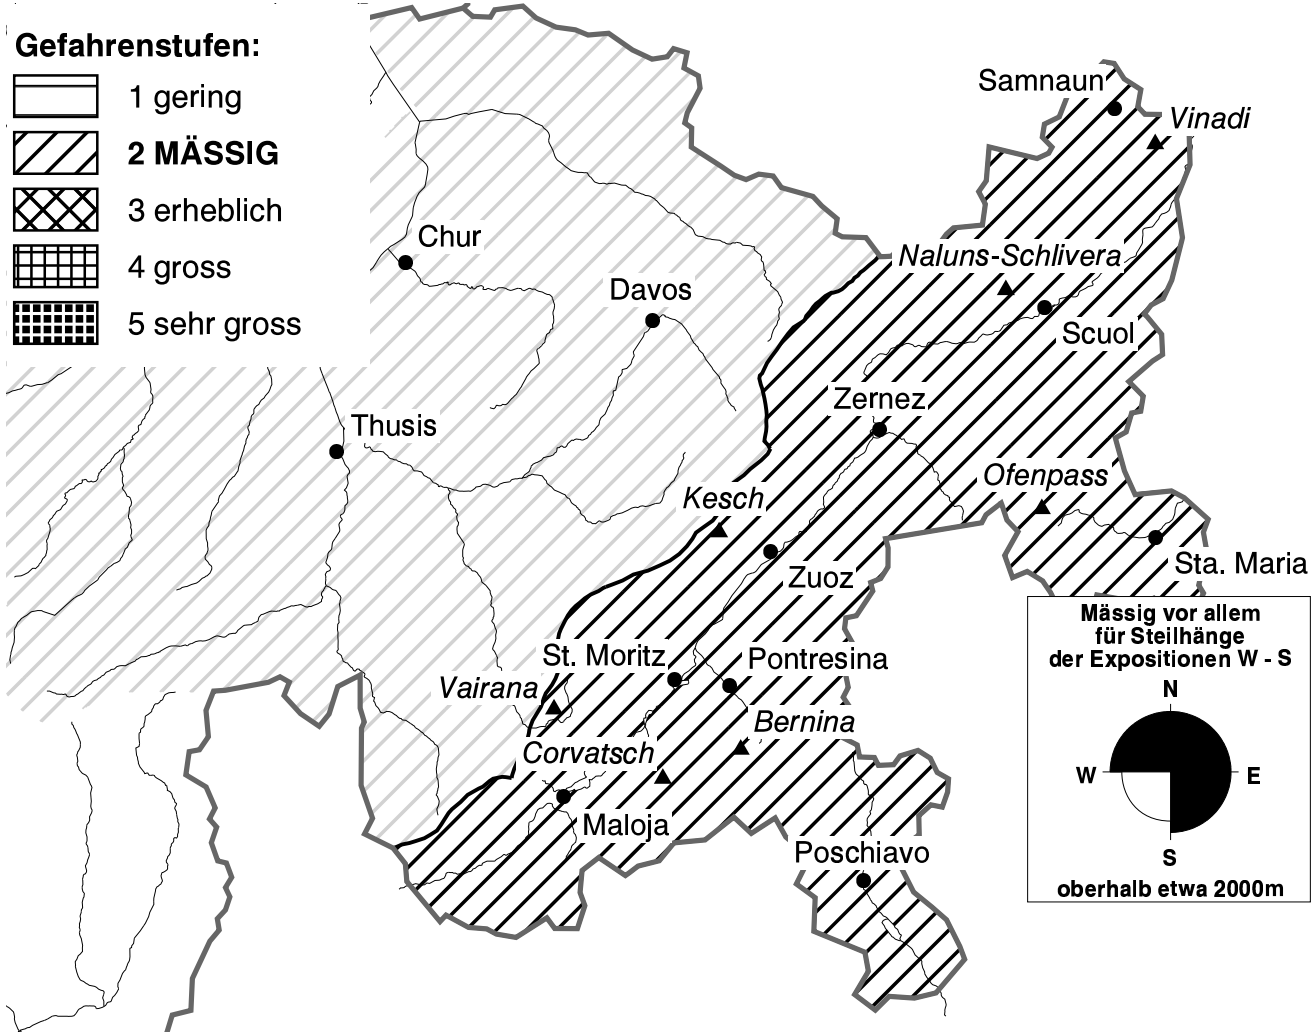 Gefahrenstufen:
1 gering
2 MÄSSIG
3 erheblich
4 gross
5 sehr gross
Samnaun
Vinadi
Chur
Naluns-Schlivera
Davos
Scuol
Zernez
Thusis
Ofenpass
Kesch
Sta. Maria
Zuoz
St. Moritz
Pontresina
Vairana
Bernina
Corvatsch
Maloja
Poschiavo
Mässig vor allem
für Steilhänge
der Expositionen W - S
N
W
E
S
oberhalb etwa 2000m